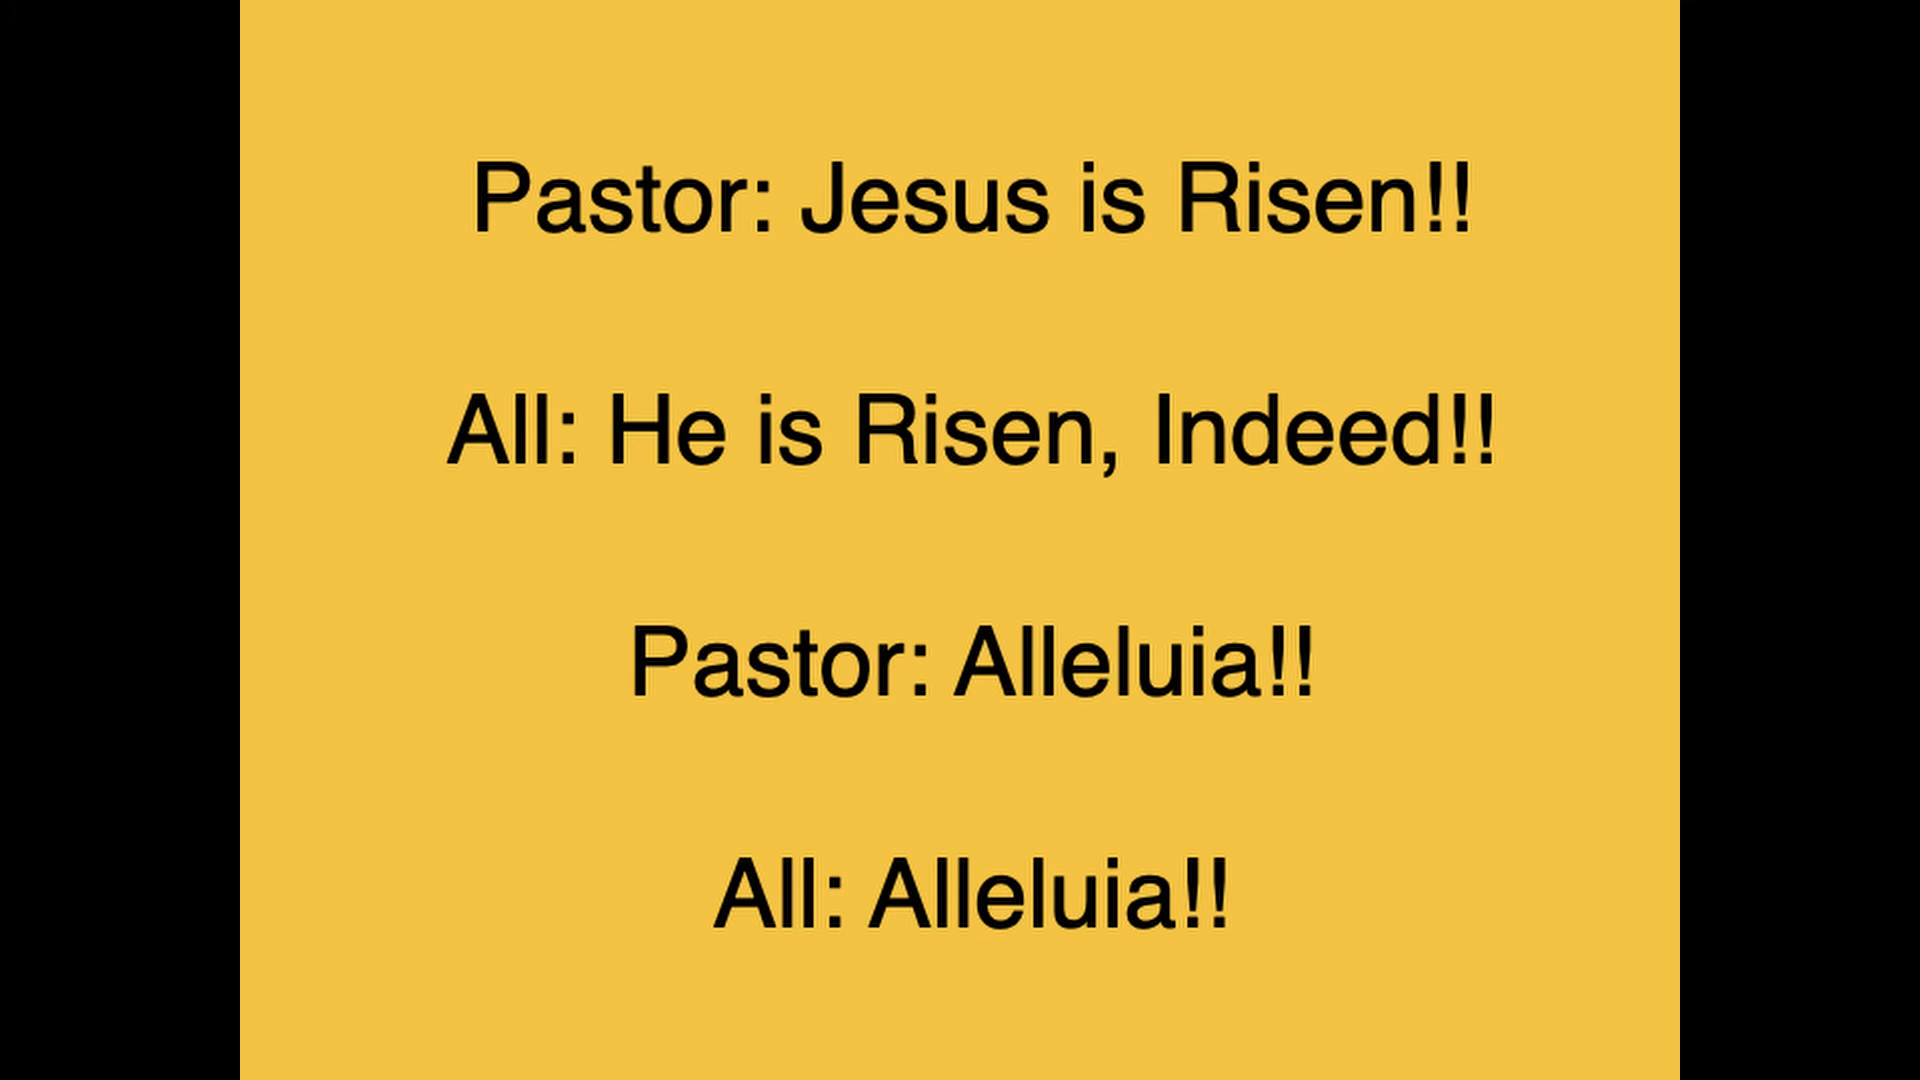 Pastor: Jesus is Risen!!
All: He is Risen, Indeed!!
Pastor: Alleluia!!
All: Alleluia!!